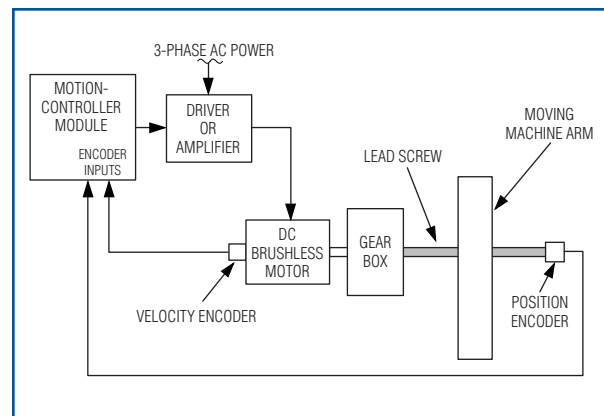 3-PHASE AC POWER
MOTION-
CONTROLLER
MODULE
ENCODER
INPUTS
DRIVER
OR
AMPLIFIER
MOVING
MACHINE ARM
LEAD SCREW
DC
BRUSHLESS
MOTOR
GEAR
BOX
VELOCITY ENCODER
POSITION
ENCODER